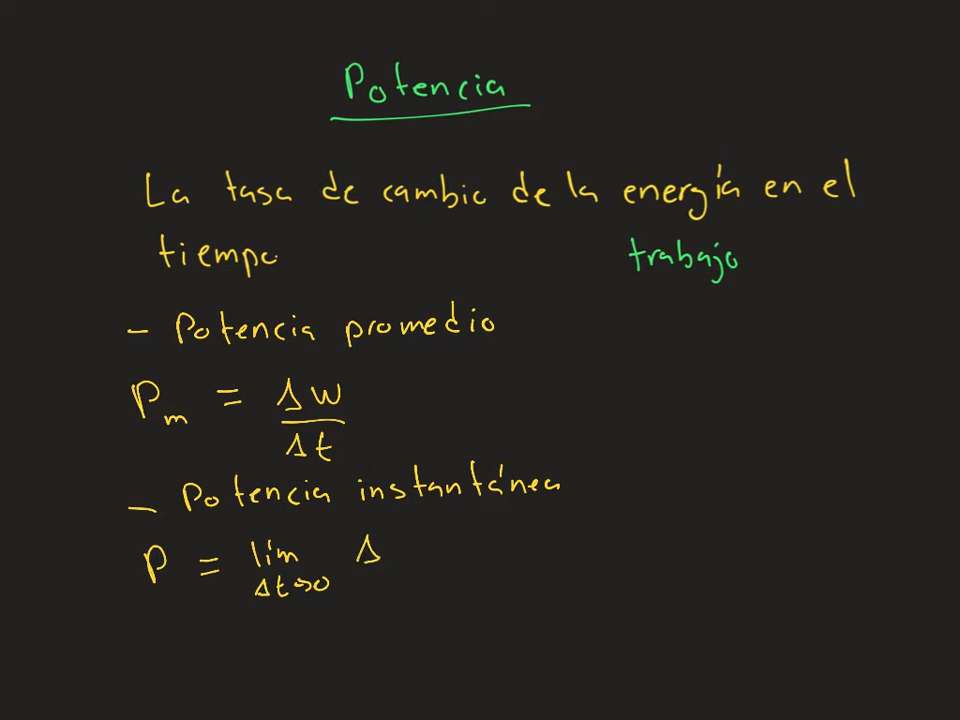 Potencia
La tasa de cambio de la energía en el
tiempo trabajo
- Potencia promedio
Pm = Δw
Δt
- Potencia instantánea
P = lím Δ
Δt→0